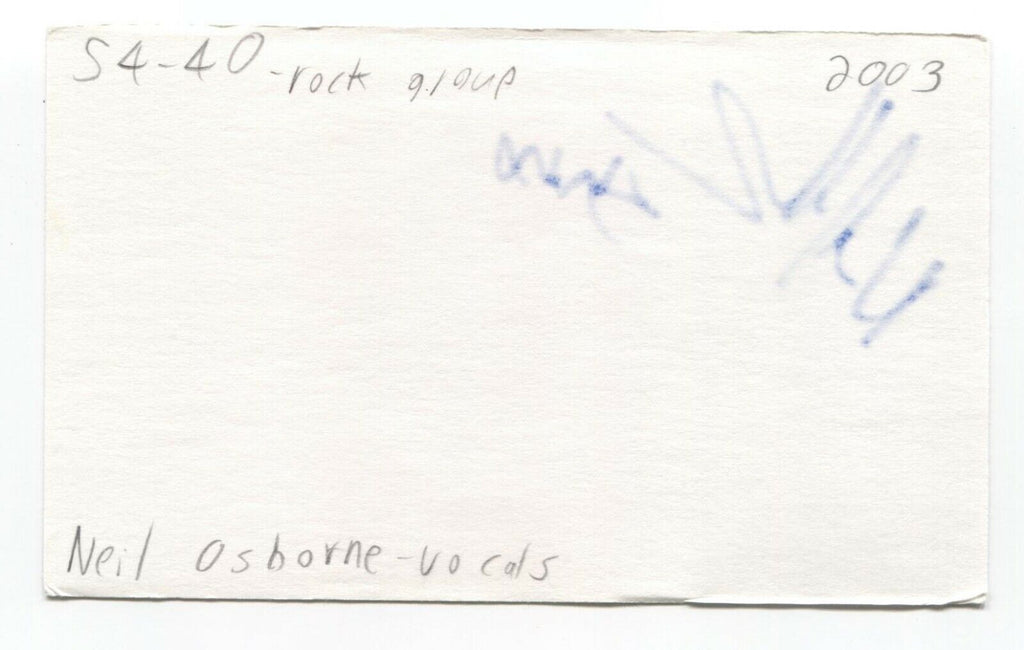 54-40 - rock group 2003
Neil Osborne - vocals